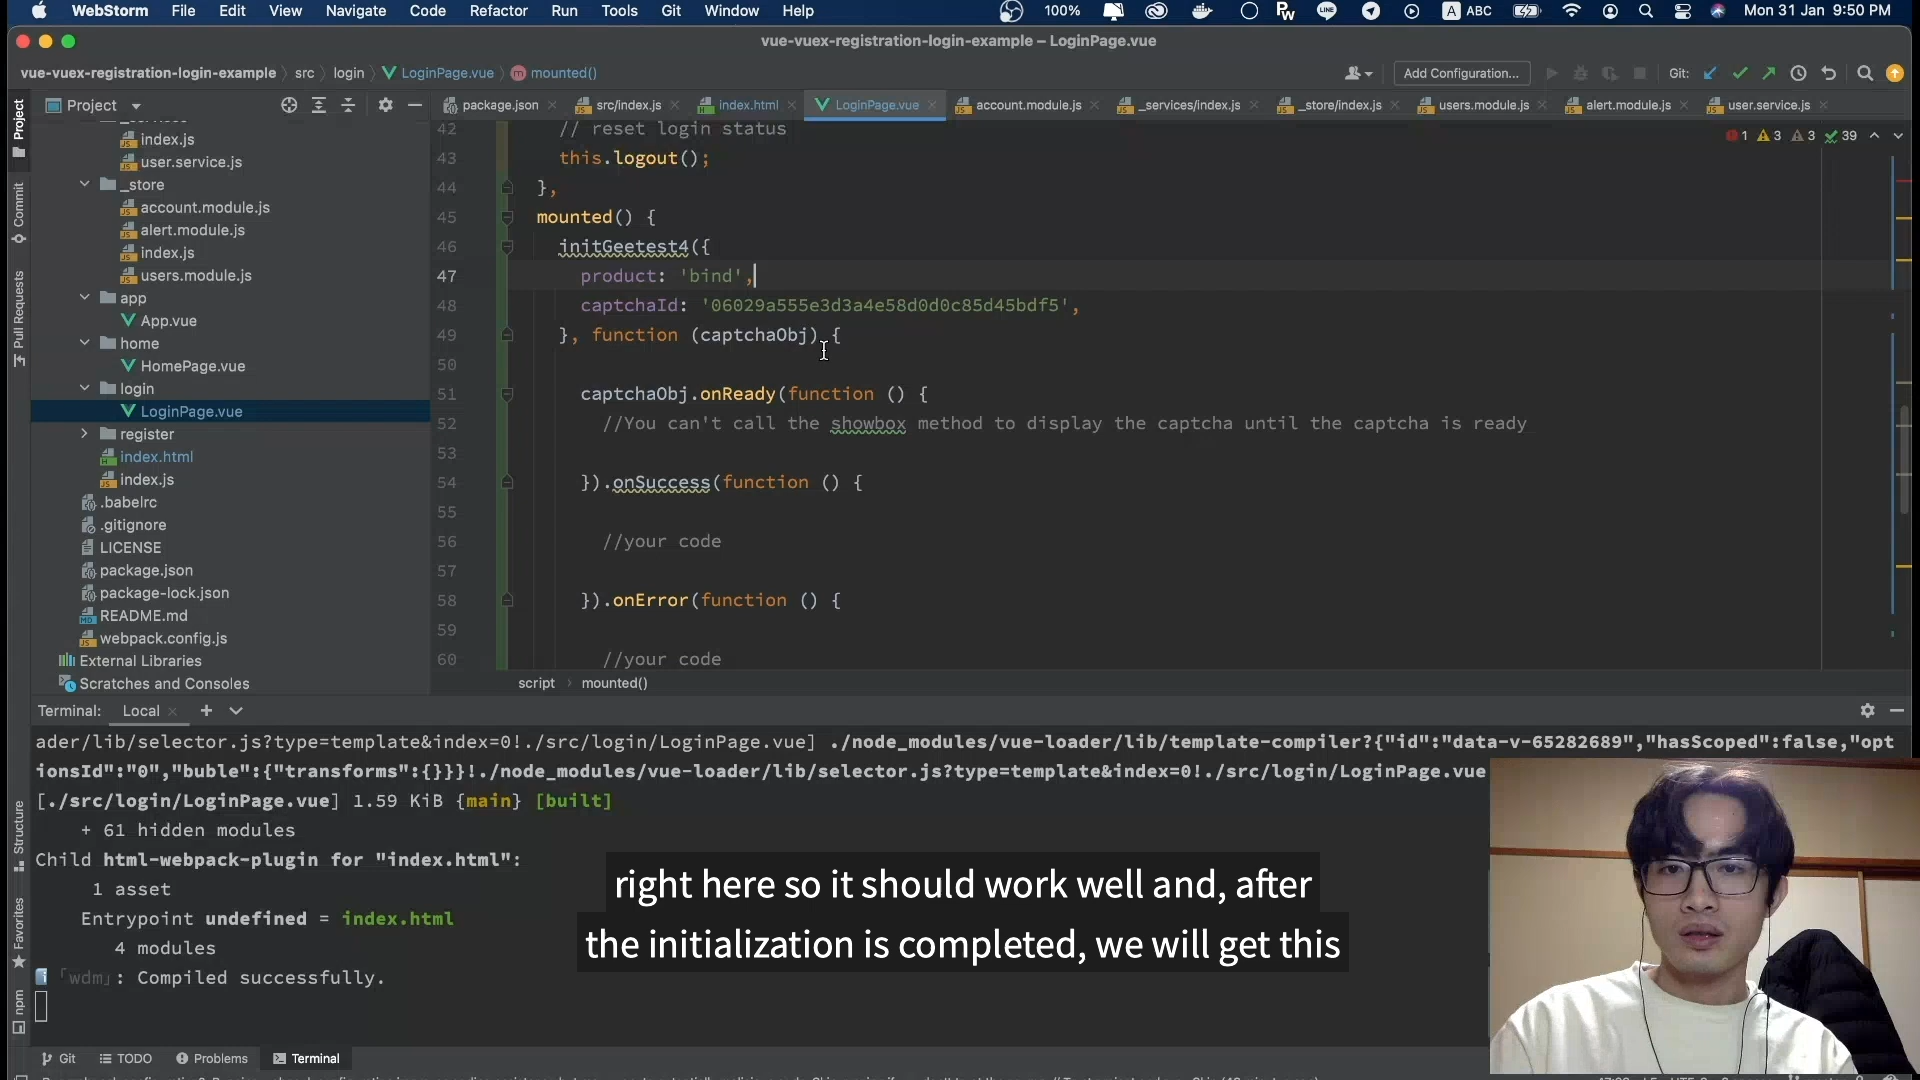 WebStorm File Edit View Navigate Code Refactor Run Tools Git Window Help 100% LINE A ABC Mon 31 Jan 9:50 PM
vue-vuex-registration-login-example – LoginPage.vue
vue-vuex-registration-login-example src login LoginPage.vue m mounted() Add Configuration... Git:
Project package.json src/index.js index.html LoginPage.vue account.module.js _services/index.js _store/index.js users.module.js alert.module.js user.service.js
Project
Commit
Pull Requests
Structure
Favorites
npm
index.js
user.service.js
_store
account.module.js
alert.module.js
index.js
users.module.js
app
App.vue
home
HomePage.vue
login
LoginPage.vue
register
index.html
index.js
.babelrc
.gitignore
LICENSE
package.json
package-lock.json
README.md
webpack.config.js
External Libraries
Scratches and Consoles
1 3 3 39
42 // reset login status
43 this.logout();
44 },
45 mounted() {
46 initGeetest4({
47 product: 'bind',
48 captchaId: '06029a555e3d3a4e58d0d0c85d45bdf5',
49 }, function (captchaObj) {
50
51 captchaObj.onReady(function () {
52 //You can't call the showbox method to display the captcha until the captcha is ready
53
54 }).onSuccess(function () {
55
56 //your code
57
58 }).onError(function () {
59
60 //your code
script mounted()
Terminal: Local
ader/lib/selector.js?type=template&index=0!./src/login/LoginPage.vue] ./node_modules/vue-loader/lib/template-compiler?{"id":"data-v-65282689","hasScoped":false,"opt
ionsId":"0","buble":{"transforms":{}}}!./node_modules/vue-loader/lib/selector.js?type=template&index=0!./src/login/LoginPage.vue
[./src/login/LoginPage.vue] 1.59 KiB {main} [built]
+ 61 hidden modules
Child html-webpack-plugin for "index.html":
1 asset
Entrypoint undefined = index.html
4 modules
i 「wdm」: Compiled successfully.
right here so it should work well and, after
the initialization is completed, we will get this
Git TODO Problems Terminal